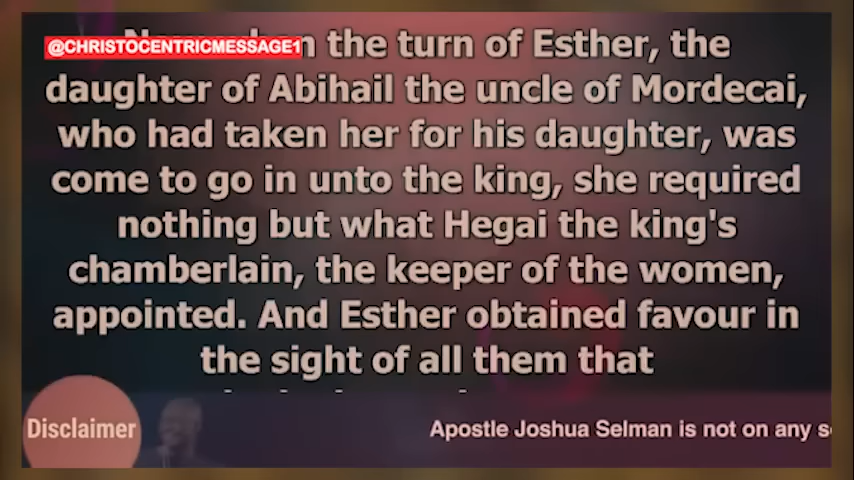 @CHRISTOCENTRICMESSAGE1
the turn of Esther, the
daughter of Abihail the uncle of Mordecai,
who had taken her for his daughter, was
come to go in unto the king, she required
nothing but what Hegai the king's
chamberlain, the keeper of the women,
appointed. And Esther obtained favour in
the sight of all them that
Disclaimer
Apostle Joshua Selman is not on any